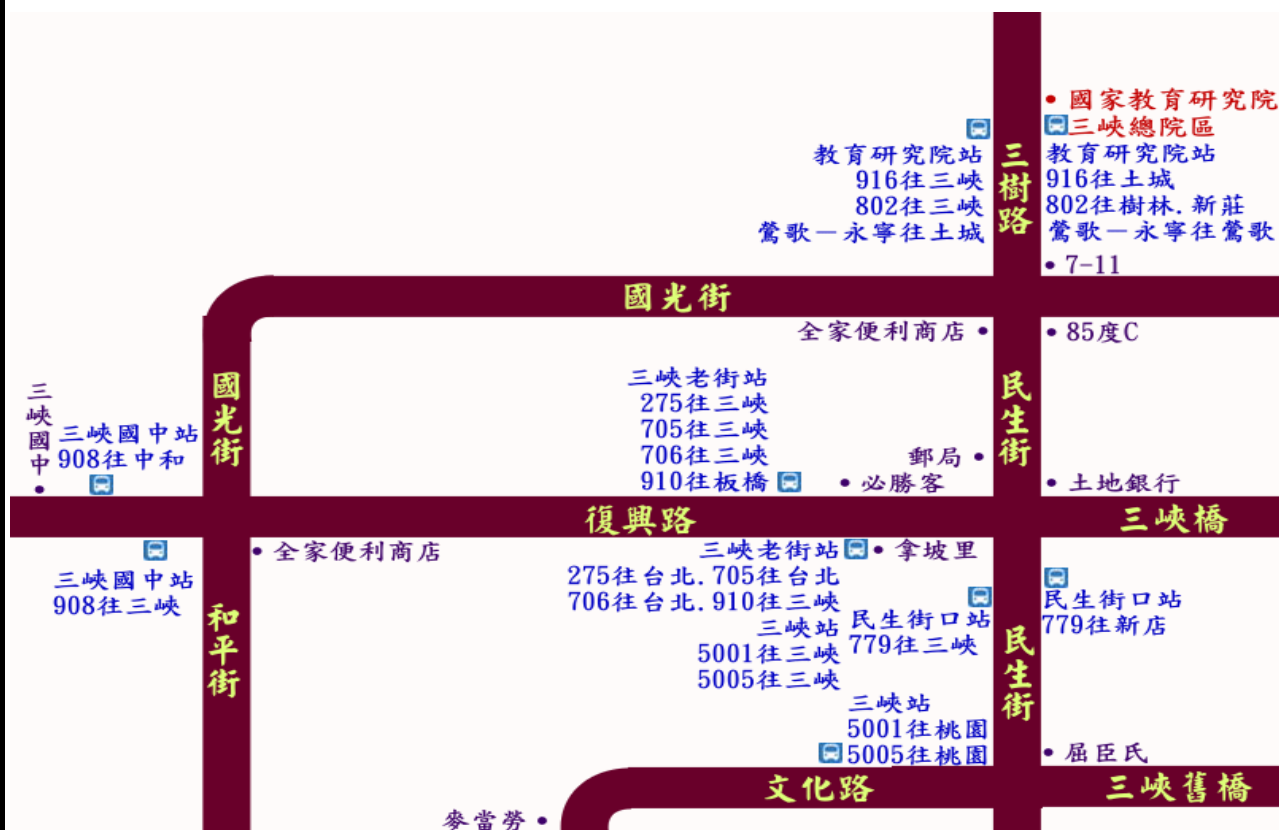 • 國家教育研究院
三峽總院區
教育研究院站
916往三峽
802往三峽
鶯歌－永寧往土城
三樹路
教育研究院站
916往土城
802往樹林.新莊
鶯歌－永寧往鶯歌
• 7-11
國光街
全家便利商店 •
• 85度C
三峽國中 •
三峽國中站
908往中和
國光街
三峽老街站
275往三峽
705往三峽
706往三峽
910往板橋
郵局 •
• 必勝客
民生街
• 土地銀行
復興路
三峽橋
三峽國中站
908往三峽
• 全家便利商店
和平街
三峽老街站
• 拿坡里
275往台北.705往台北
706往台北.910往三峽
三峽站
5001往三峽
5005往三峽
民生街口站
779往三峽
民生街口站
779往新店
民生街
三峽站
5001往桃園
5005往桃園
• 屈臣氏
文化路
三峽舊橋
麥當勞 •